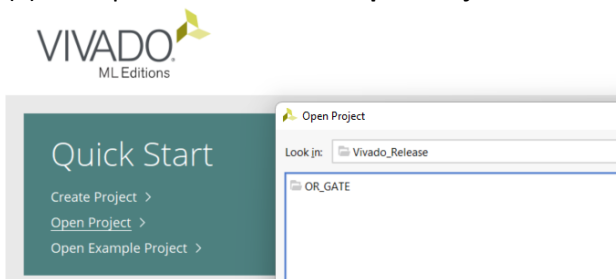 VIVADO
ML Editions
Quick Start
Create Project >
Open Project >
Open Example Project >
Open Project
Look in: Vivado_Release
OR_GATE